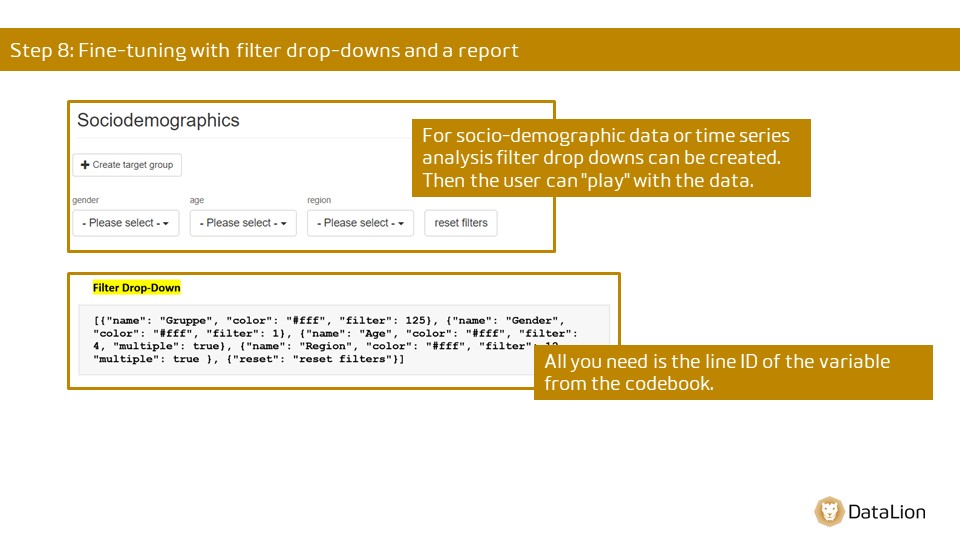 Step 8: Fine-tuning with filter drop-downs and a report
Sociodemographics
+ Create target group
gender
age
region
- Please select -
- Please select -
- Please select -
reset filters
For socio-demographic data or time series
analysis filter drop downs can be created.
Then the user can "play" with the data.
Filter Drop-Down
[{"name": "Gruppe", "color": "#fff", "filter": 125}, {"name": "Gender",
"color": "#fff", "filter": 1}, {"name": "Age", "color": "#fff", "filter":
4, "multiple": true}, {"name": "Region", "color": "#fff", "filter":
"multiple": true }, {"reset": "reset filters"}]
All you need is the line ID of the variable
from the codebook.
DataLion